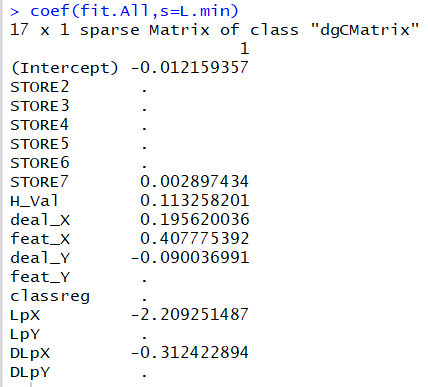 > coef(fit.All,s=L.min)
17 x 1 sparse Matrix of class "dgCMatrix"
1
(Intercept) -0.012159357
STORE2 .
STORE3 .
STORE4 .
STORE5 .
STORE6 .
STORE7 0.002897434
H_Val 0.113258201
deal_X 0.195620036
feat_X 0.407775392
deal_Y -0.090036991
feat_Y .
classreg .
LpX -2.209251487
LpY .
DLpX -0.312422894
DLpY .